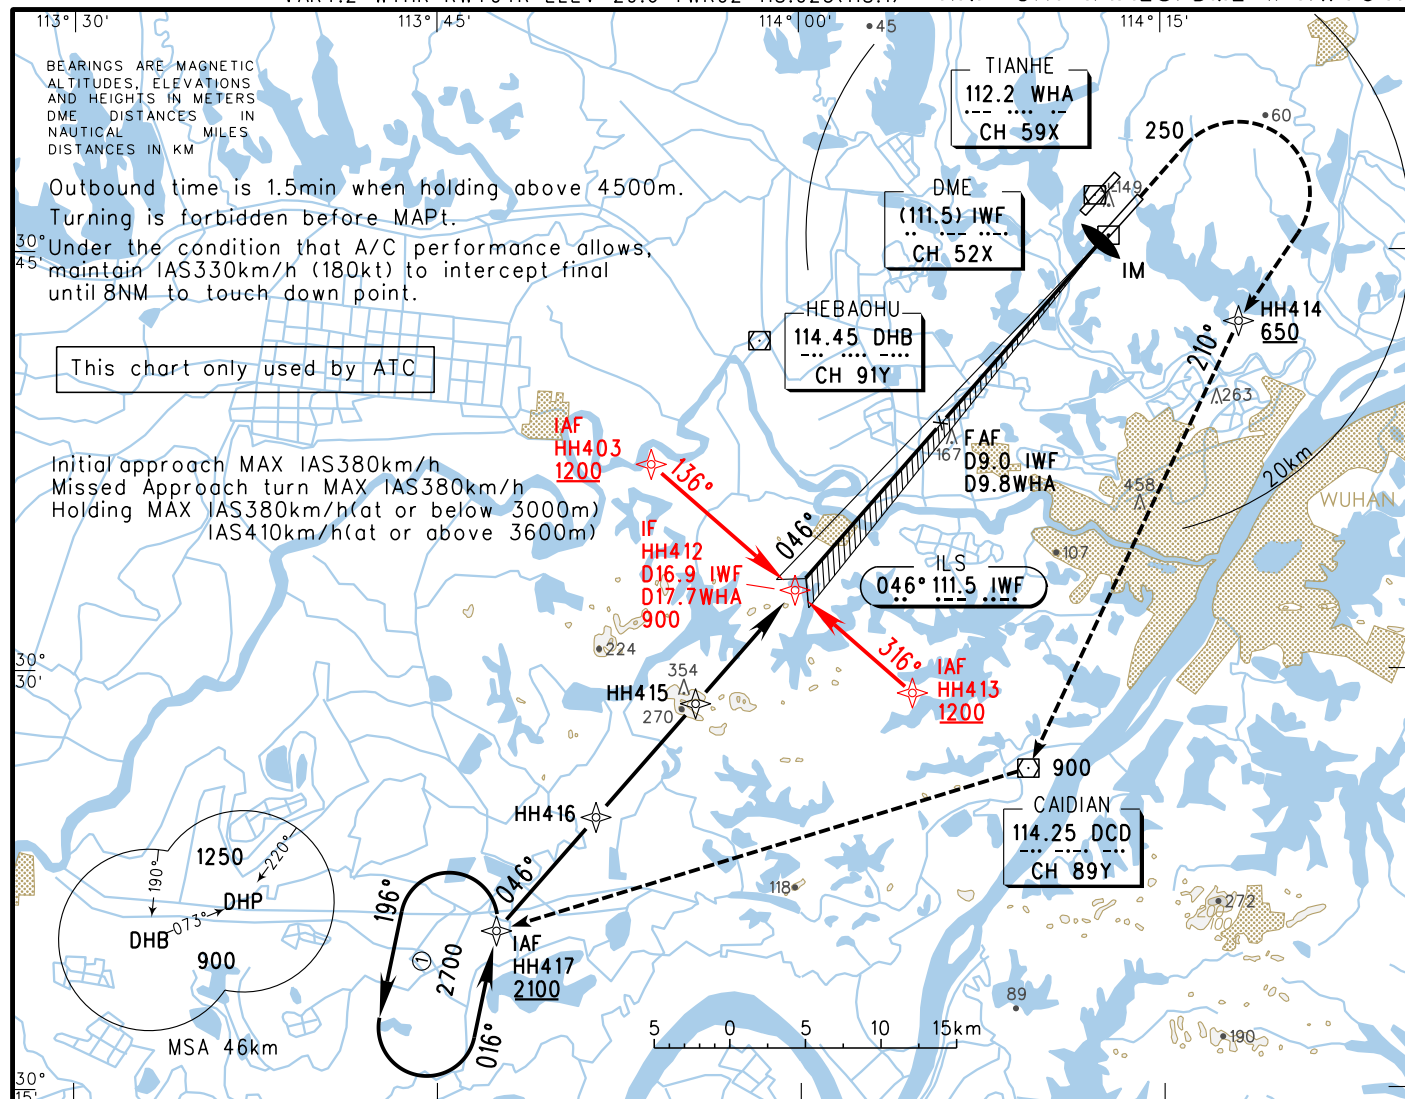 113°30'
113°45'
114°00'
114°15'
45
BEARINGS ARE MAGNETIC
ALTITUDES, ELEVATIONS
AND HEIGHTS IN METERS
DME DISTANCES IN
NAUTICAL MILES
DISTANCES IN KM
Outbound time is 1.5min when holding above 4500m.
Turning is forbidden before MAPt.
Under the condition that A/C performance allows,
maintain IAS330km/h (180kt) to intercept final
until 8NM to touch down point.
30°
45'
This chart only used by ATC
TIANHE
112.2 WHA
CH 59X
250
60
149
DME
(111.5) IWF
CH 52X
IM
HEBAOHU
114.45 DHB
CH 91Y
HH414
650
210°
263
IAF
HH403
1200
136°
167
FAF
D9.0 IWF
D9.8WHA
20km
WUHAN
458
Initial approach MAX IAS380km/h
Missed Approach turn MAX IAS380km/h
Holding MAX IAS380km/h(at or below 3000m)
IAS410km/h(at or above 3600m)
IF
HH412
D16.9 IWF
D17.7WHA
900
046°
107
ILS
046° 111.5 IWF
224
316°
IAF
HH413
1200
30°
30'
354
HH415
270
900
CAIDIAN
114.25 DCD
CH 89Y
HH416
118
272
200
100
1250
220°
190°
DHP
073°
DHB
900
MSA 46km
196°
046°
1
2700
016°
IAF
HH417
2100
89
190
5 0 5 10 15km
30°
15'